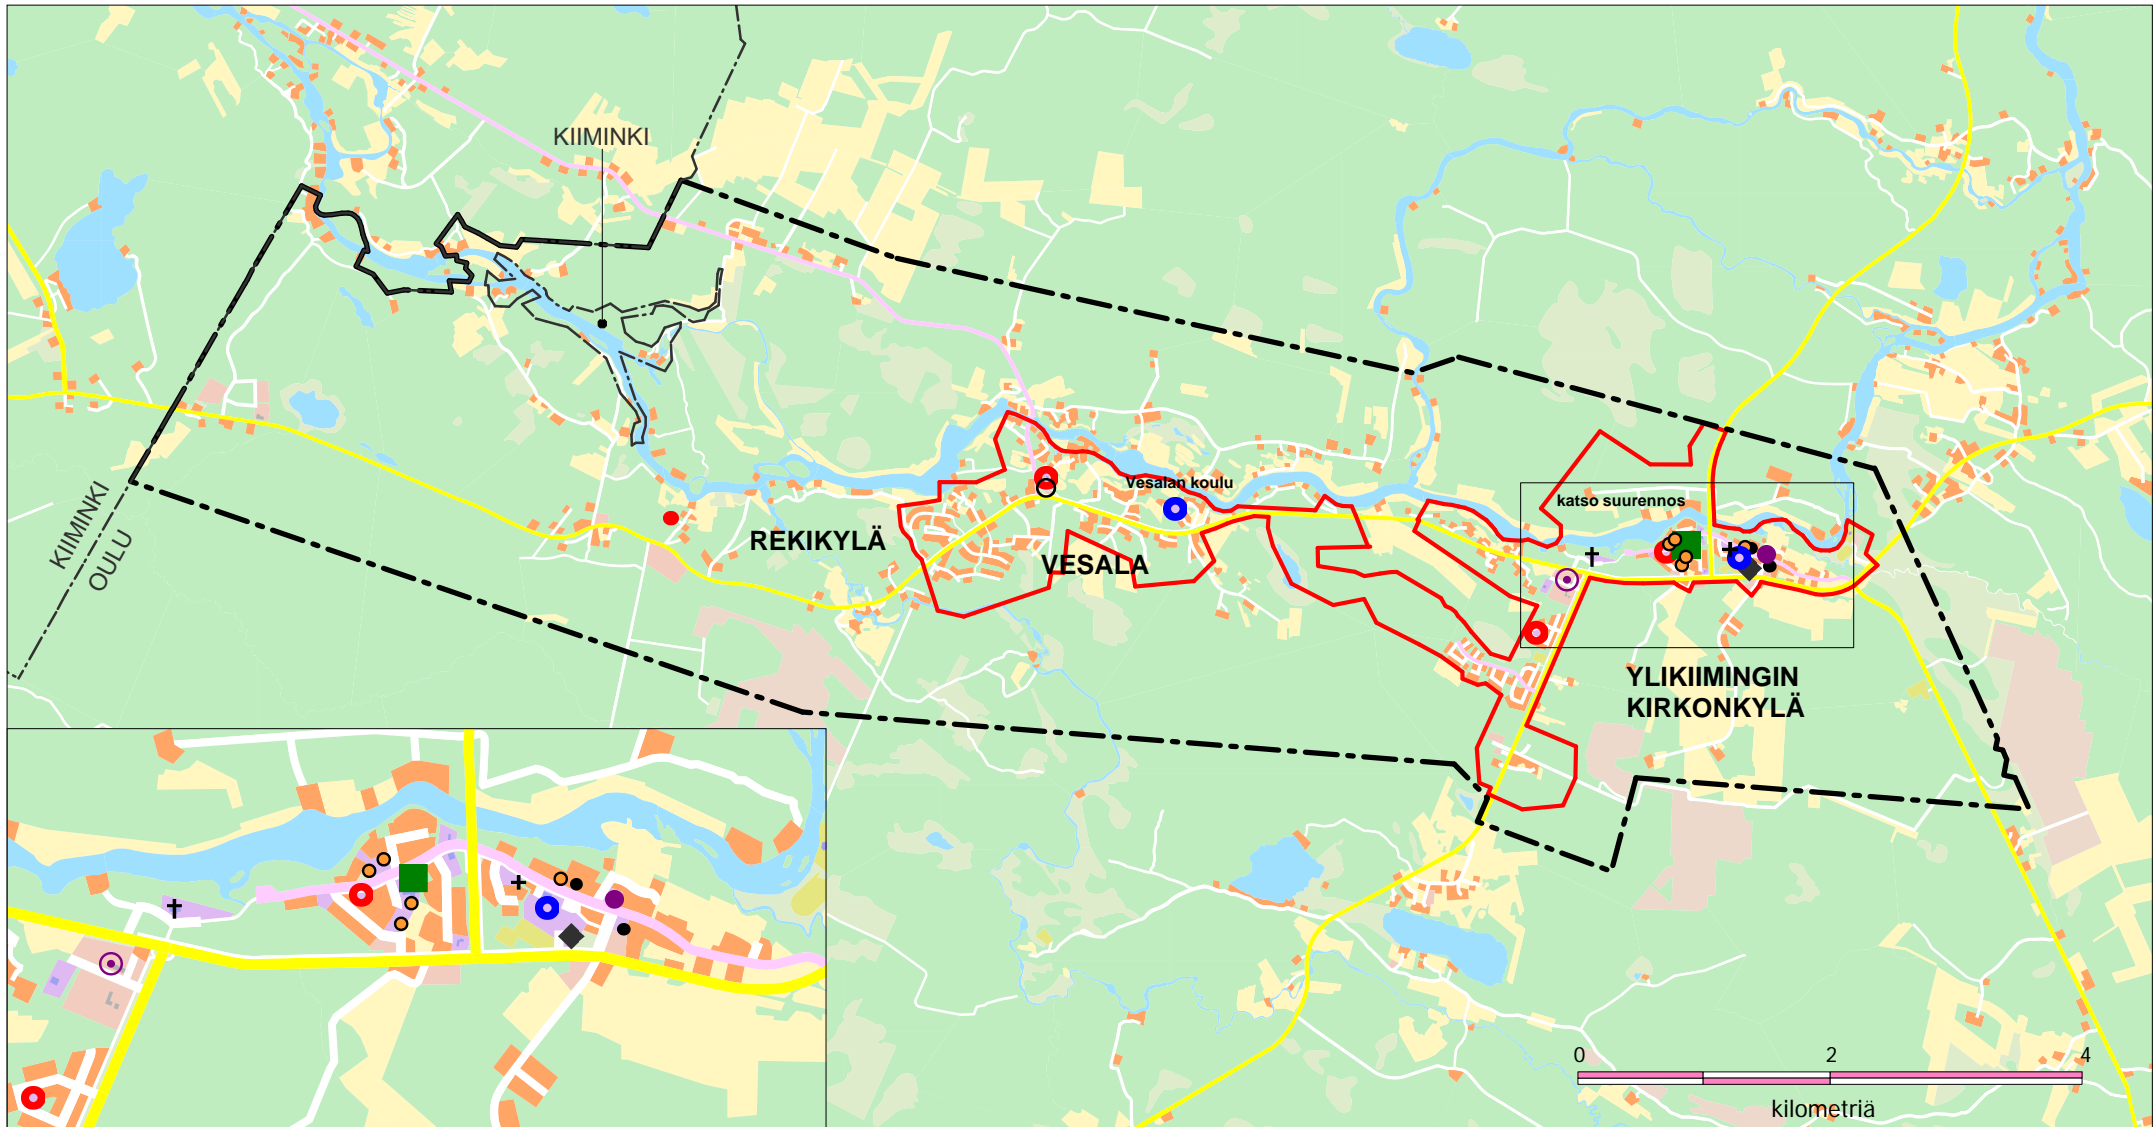 KIIMINKI
Vesalan koulu
katso suurennos
KIIMINKI
OULU
REKIKYLÄ
VESALA
YLIKIIMINGIN
KIRKONKYLÄ
0 2 4
kilometriä